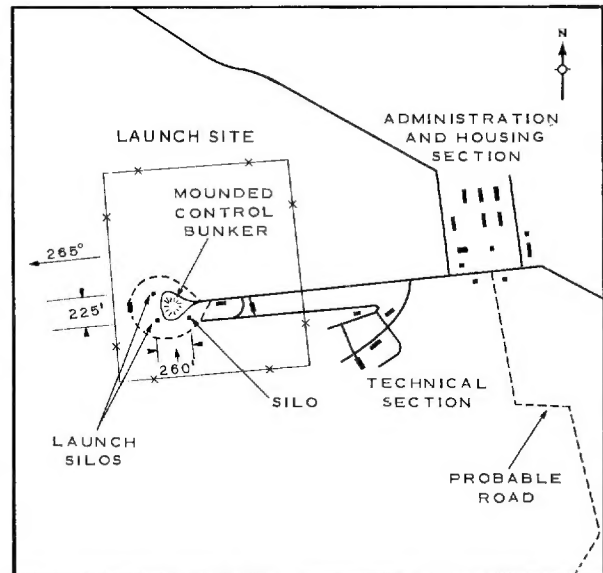 N
ADMINISTRATION
AND HOUSING
SECTION
LAUNCH SITE
MOUNDED
CONTROL
BUNKER
265°
225'
260'
SILO
TECHNICAL
SECTION
LAUNCH
SILOS
PROBABLE
ROAD